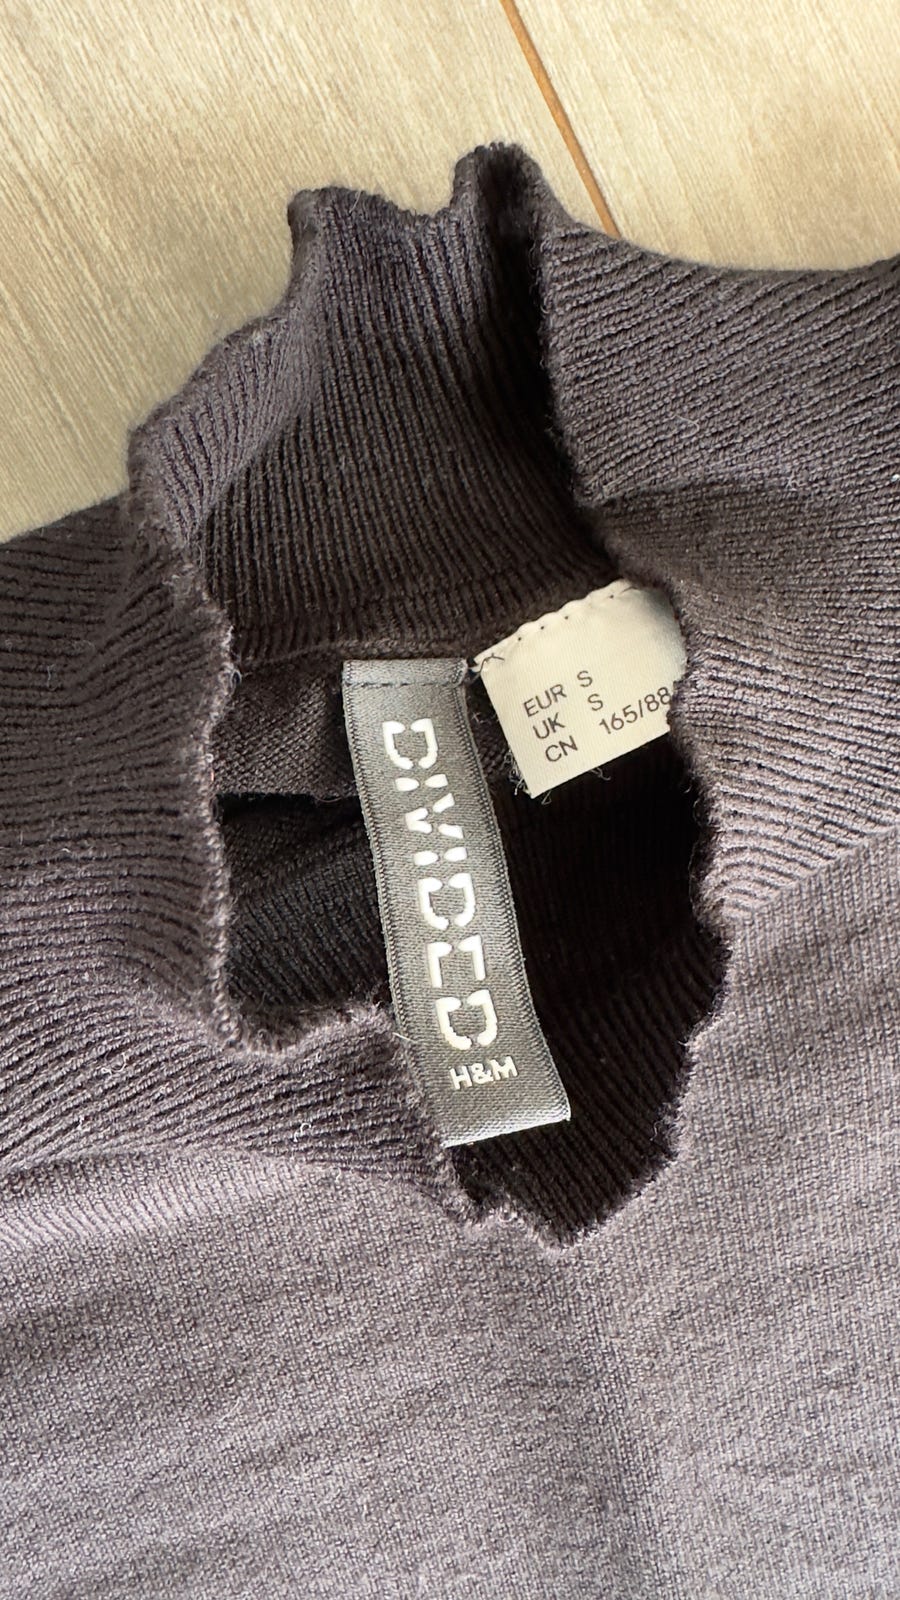 EUR S
UK S
CN 165/88
DIVIDED
H&M